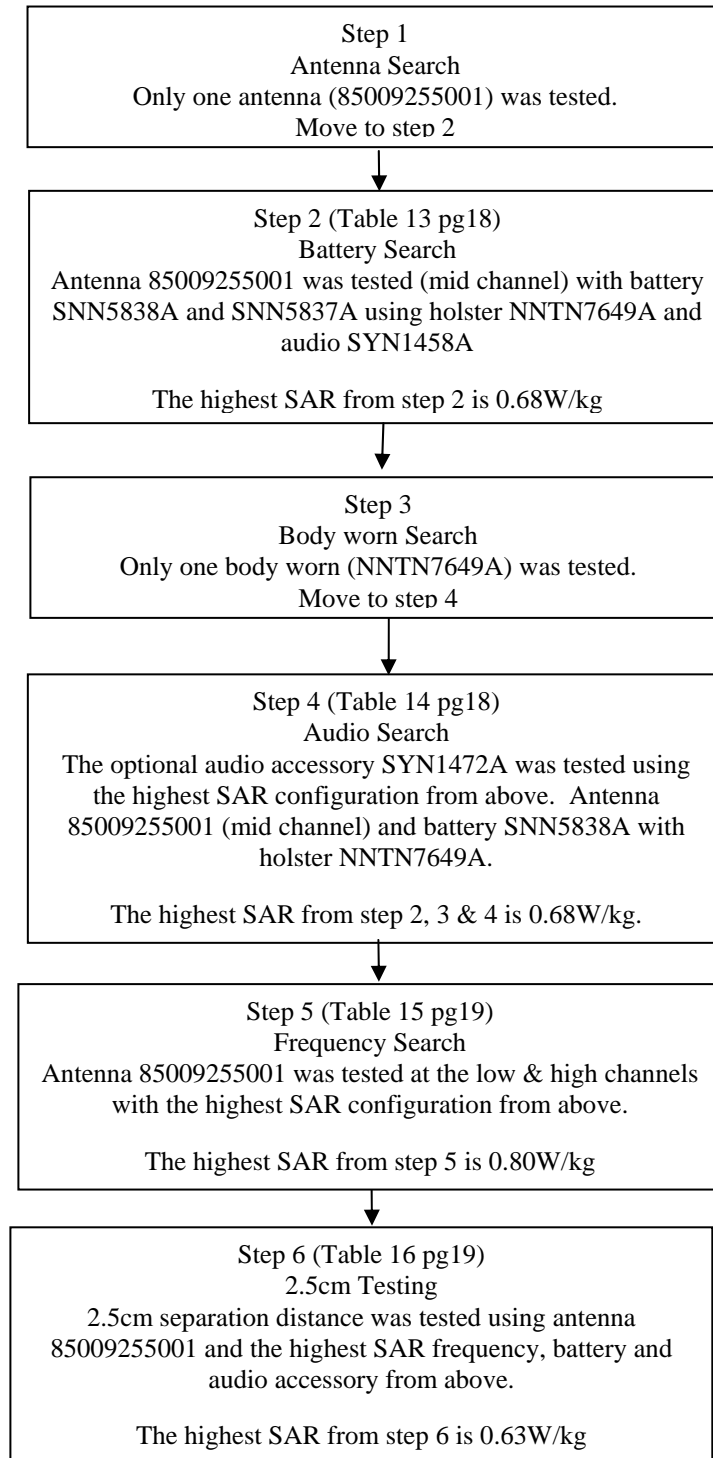 Step 1
Antenna Search
Only one antenna (85009255001) was tested.
Move to step 2
Step 2 (Table 13 pg18)
Battery Search
Antenna 85009255001 was tested (mid channel) with battery
SNN5838A and SNN5837A using holster NNTN7649A and
audio SYN1458A
The highest SAR from step 2 is 0.68W/kg
Step 3
Body worn Search
Only one body worn (NNTN7649A) was tested.
Move to step 4
Step 4 (Table 14 pg18)
Audio Search
The optional audio accessory SYN1472A was tested using
the highest SAR configuration from above.  Antenna
85009255001 (mid channel) and battery SNN5838A with
holster NNTN7649A.
The highest SAR from step 2, 3 & 4 is 0.68W/kg.
Step 5 (Table 15 pg19)
Frequency Search
Antenna 85009255001 was tested at the low & high channels
with the highest SAR configuration from above.
The highest SAR from step 5 is 0.80W/kg
Step 6 (Table 16 pg19)
2.5cm Testing
2.5cm separation distance was tested using antenna
85009255001 and the highest SAR frequency, battery and
audio accessory from above.
The highest SAR from step 6 is 0.63W/kg